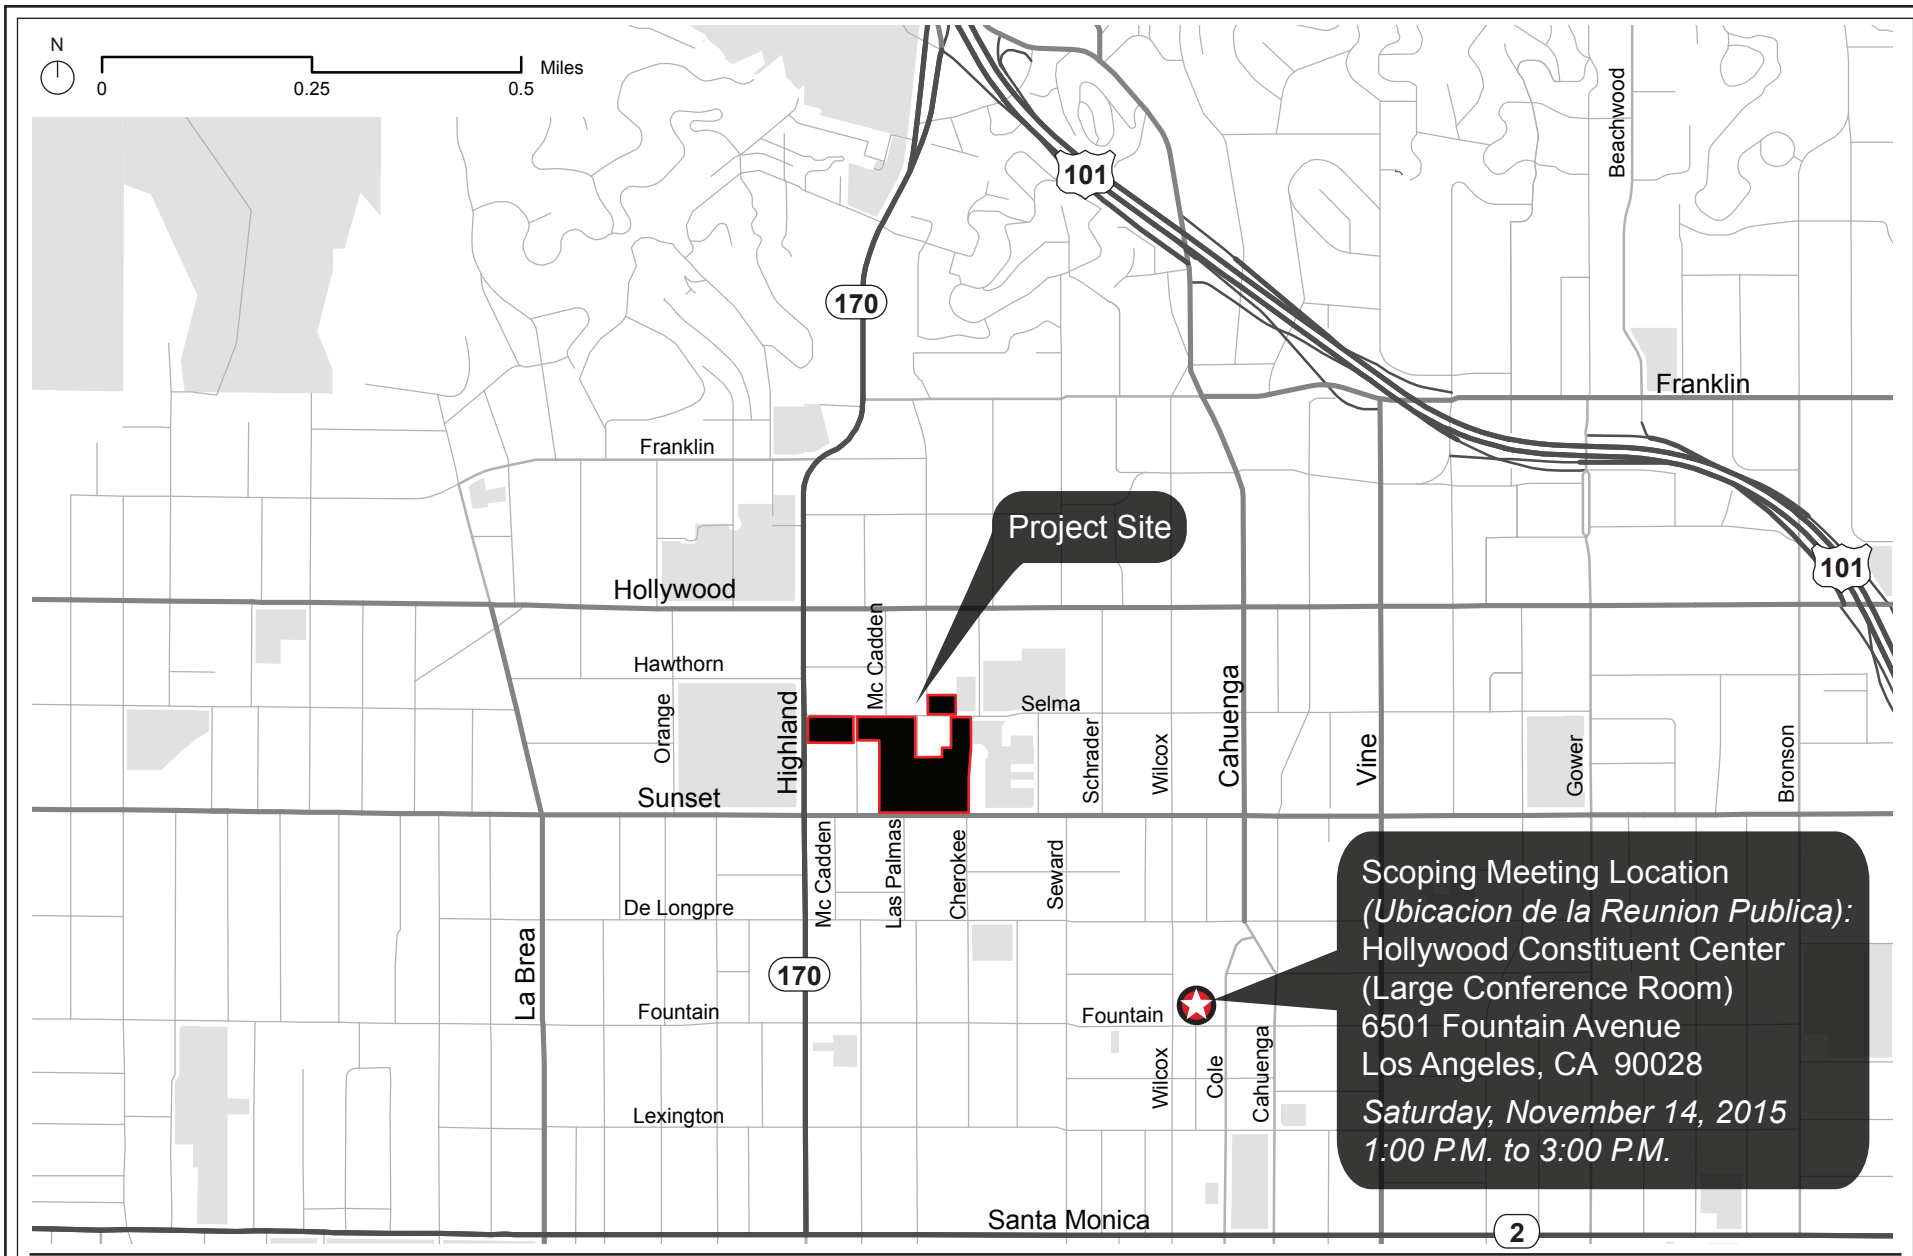 N
Miles
0
0.25
0.5
101
Beachwood
170
Franklin
Franklin
Project Site
101
Hollywood
Mc Cadden
Hawthorn
Selma
Orange
Highland
Schrader
Wilcox
Cahuenga
Vine
Gower
Bronson
Sunset
Mc Cadden
Las Palmas
Cherokee
Seward
De Longpre
La Brea
170
Fountain
Fountain
Wilcox
Cole
Cahuenga
Lexington
Scoping Meeting Location
(Ubicacion de la Reunion Publica):
Hollywood Constituent Center
(Large Conference Room)
6501 Fountain Avenue
Los Angeles, CA  90028
Saturday, November 14, 2015
1:00 P.M. to 3:00 P.M.
Santa Monica
2